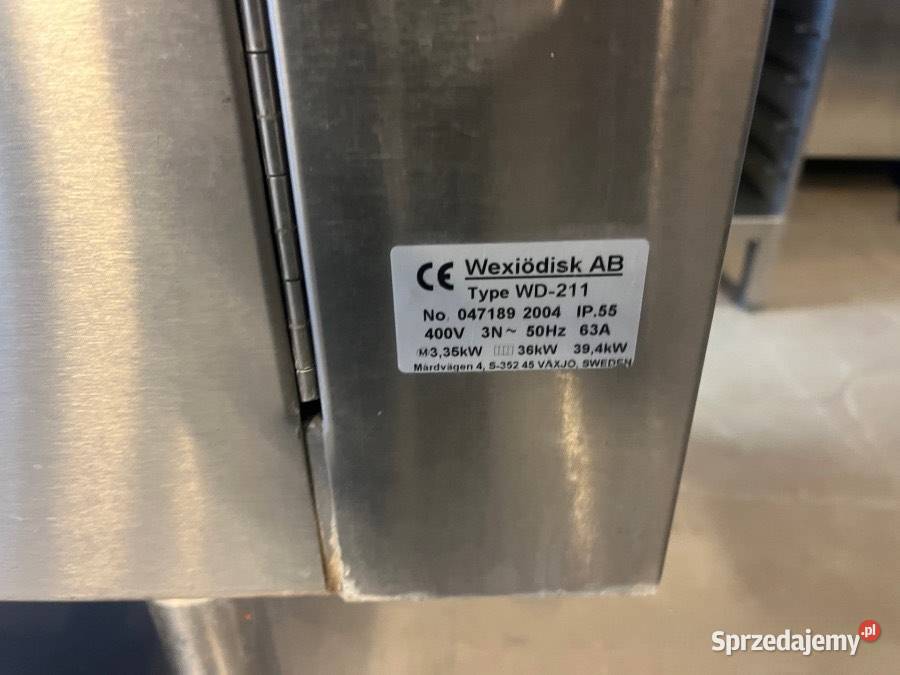 CE Wexiödisk AB
Type WD-211
No. 047189 2004 IP.55
400V 3N~ 50Hz 63A
M 3,35kW 36kW 39,4kW
Mårdvägen 4, S-352 45 VÄXJÖ, SWEDEN
Sprzedajemy.pl